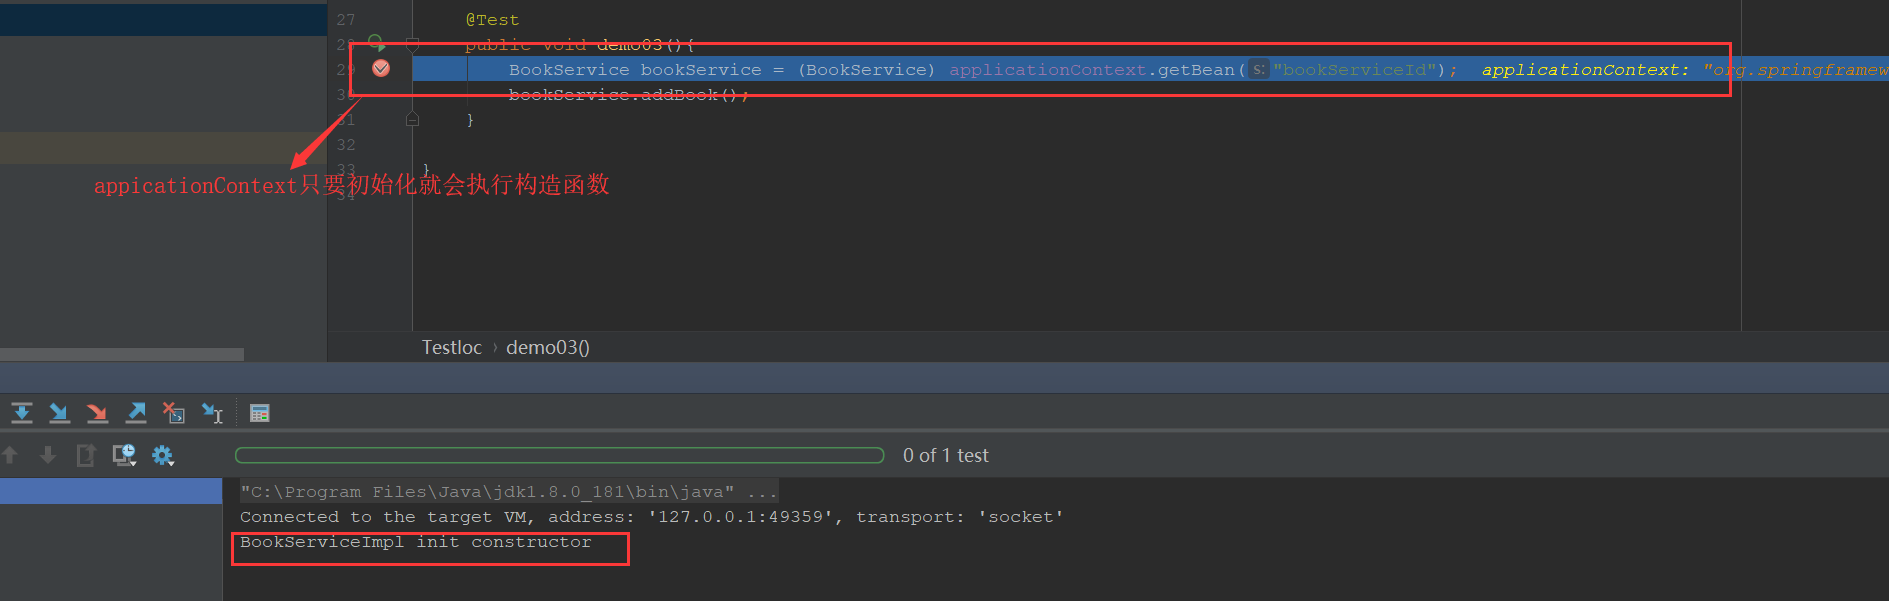 27 @Test
28 public void demo03(){
29 BookService bookService = (BookService) applicationContext.getBean( s: "bookServiceId"); applicationContext: "org.springframew
30 bookService.addBook();
31 }
32
33 }
appicationContext只要初始化就会执行构造函数
34
Testloc › demo03()
0 of 1 test
"C:\Program Files\Java\jdk1.8.0_181\bin\java" ...
Connected to the target VM, address: '127.0.0.1:49359', transport: 'socket'
BookServiceImpl init constructor